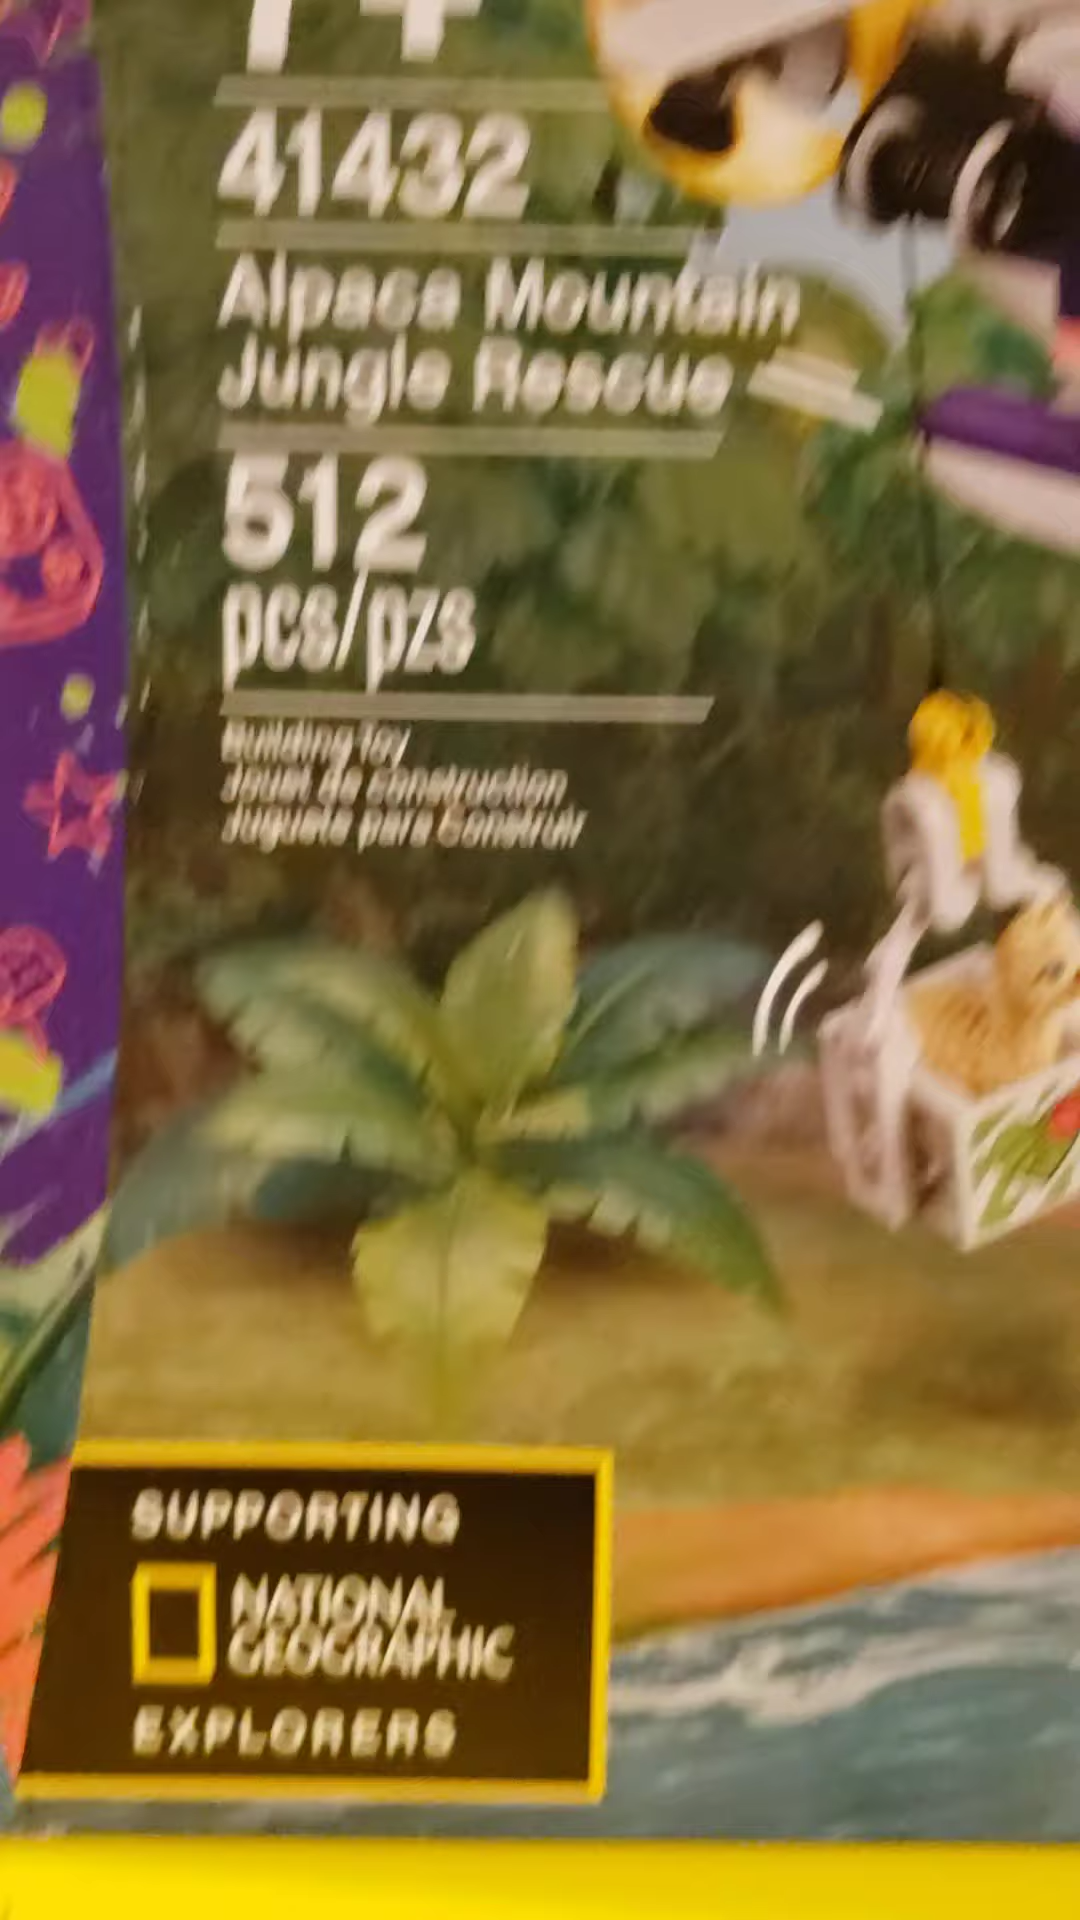 7+
41432
Alpaca Mountain
Jungle Rescue
512
pcs/pzs
Building toy
Jouet de construction
Juguete para Construir
SUPPORTING
NATIONAL
GEOGRAPHIC
EXPLORERS